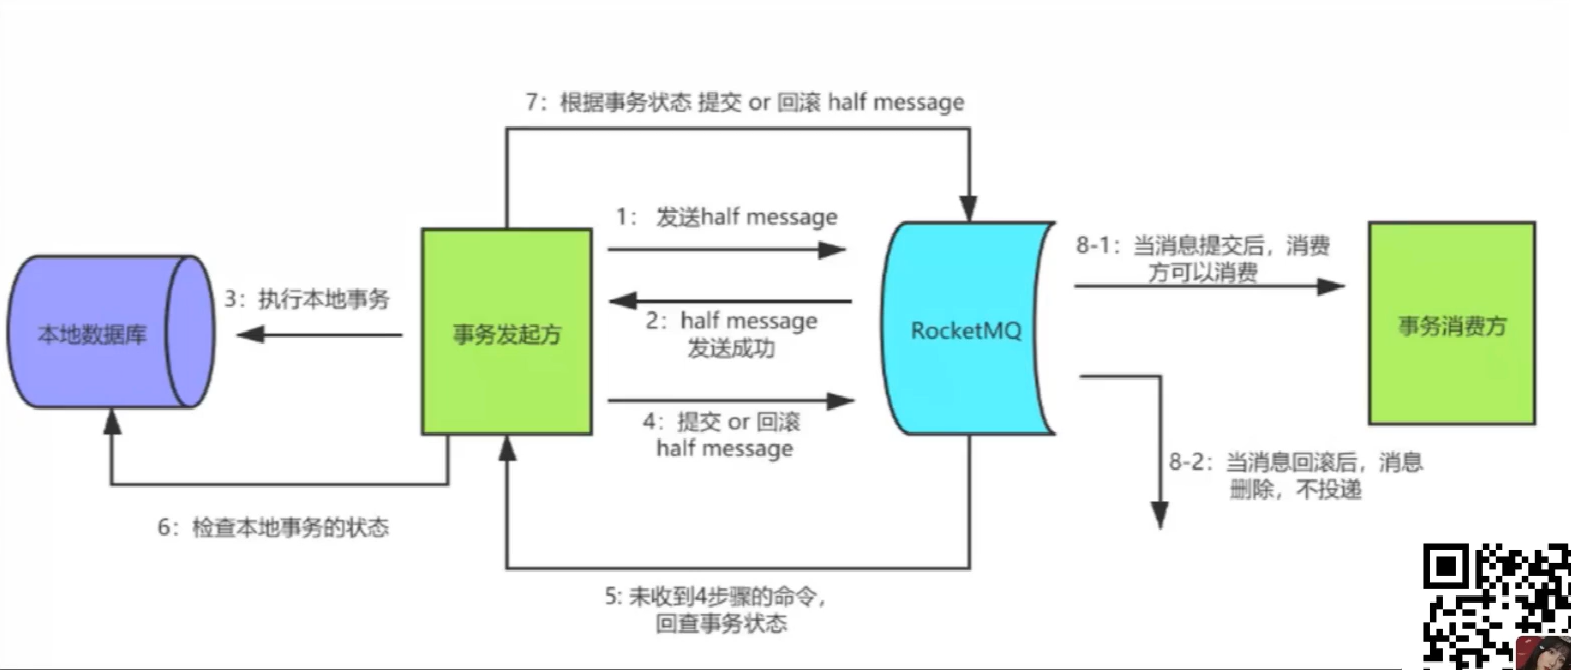 7：根据事务状态 提交 or 回滚 half message
1： 发送half message
8-1：当消息提交后，消费
方可以消费
3：执行本地事务
本地数据库
事务发起方
2：half message
发送成功
RocketMQ
事务消费方
4：提交 or 回滚
half message
8-2：当消息回滚后，消息
删除，不投递
6：检查本地事务的状态
5: 未收到4步骤的命令，
回查事务状态